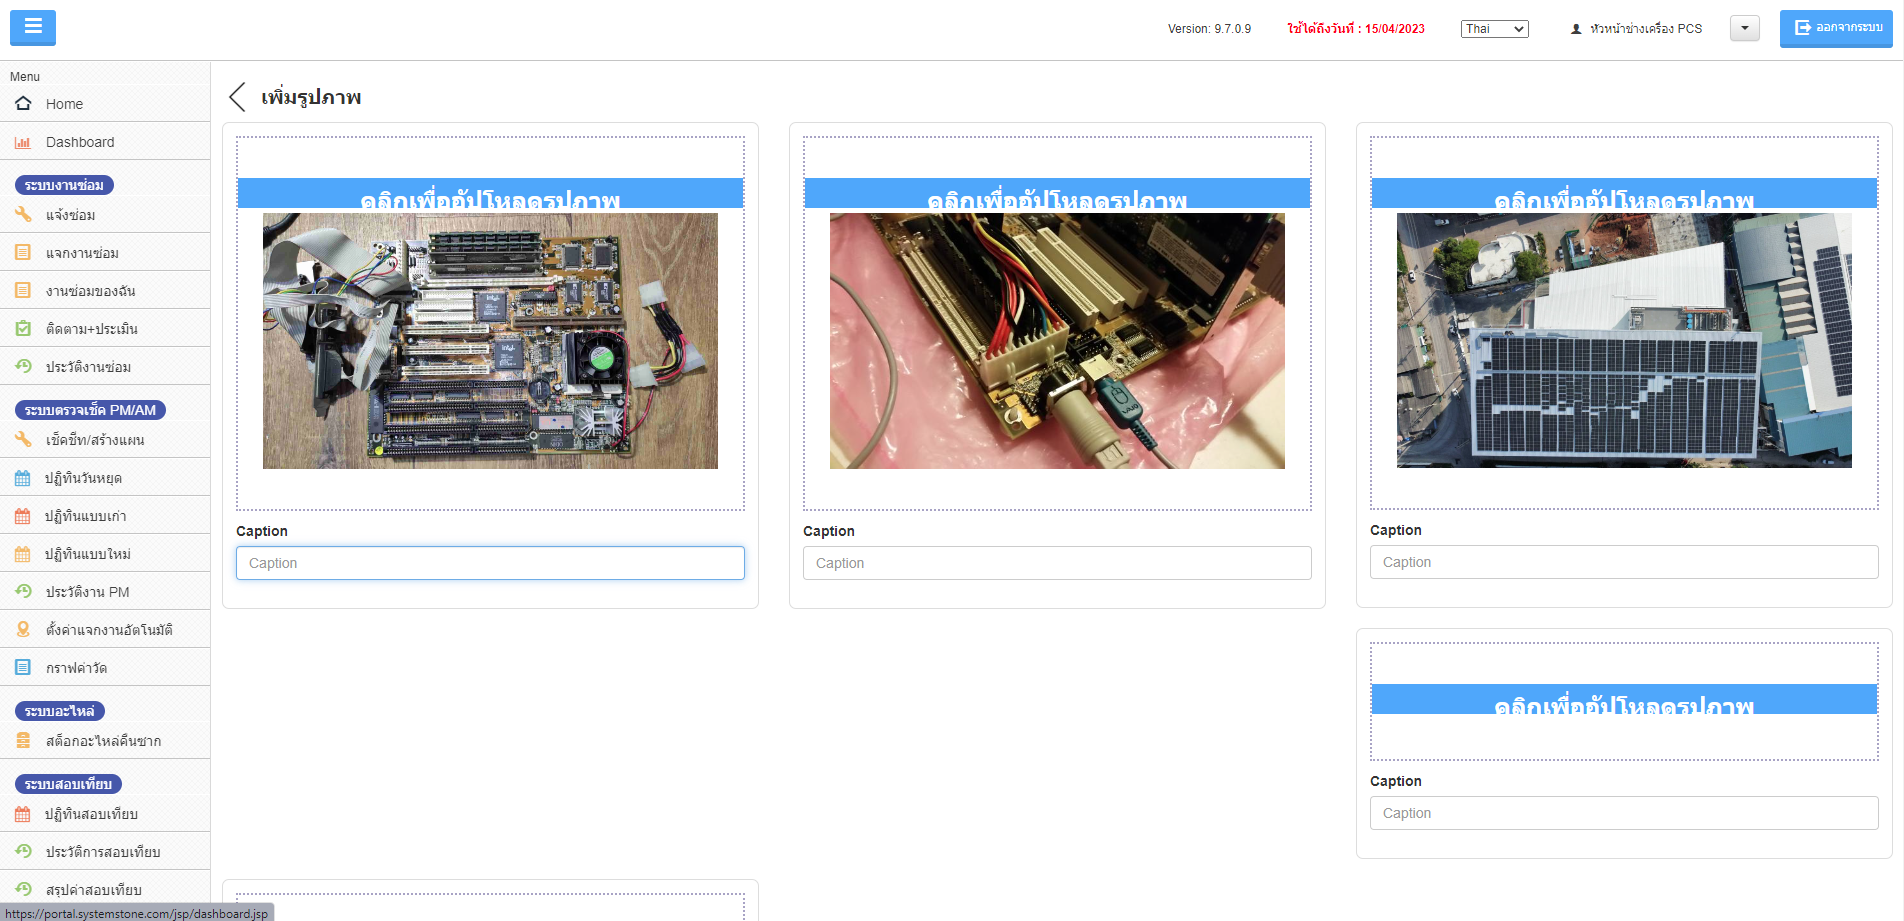 Version: 9.7.0.9
ใช้ได้ถึงวันที่ : 15/04/2023
Thai
หัวหน้าช่างเครื่อง PCS
ออกจากระบบ
Menu
Home
Dashboard
ระบบงานซ่อม
แจ้งซ่อม
แจกงานซ่อม
งานซ่อมของฉัน
ติดตาม+ประเมิน
ประวัติงานซ่อม
ระบบตรวจเช็ค PM/AM
เช็คชีท/สร้างแผน
ปฏิทินวันหยุด
ปฏิทินแบบเก่า
ปฏิทินแบบใหม่
ประวัติงาน PM
ตั้งค่าแจกงานอัตโนมัติ
กราฟค่าวัด
ระบบอะไหล่
สต็อกอะไหล่คืนซาก
ระบบสอบเทียบ
ปฏิทินสอบเทียบ
ประวัติการสอบเทียบ
สรุปค่าสอบเทียบ
https://portal.systemstone.com/jsp/dashboard.jsp
เพิ่มรูปภาพ
คลิกเพื่ออัปโหลดรูปภาพ
Caption
Caption
คลิกเพื่ออัปโหลดรูปภาพ
VAIO
Caption
Caption
คลิกเพื่ออัปโหลดรูปภาพ
Caption
Caption
คลิกเพื่ออัปโหลดรูปภาพ
Caption
Caption